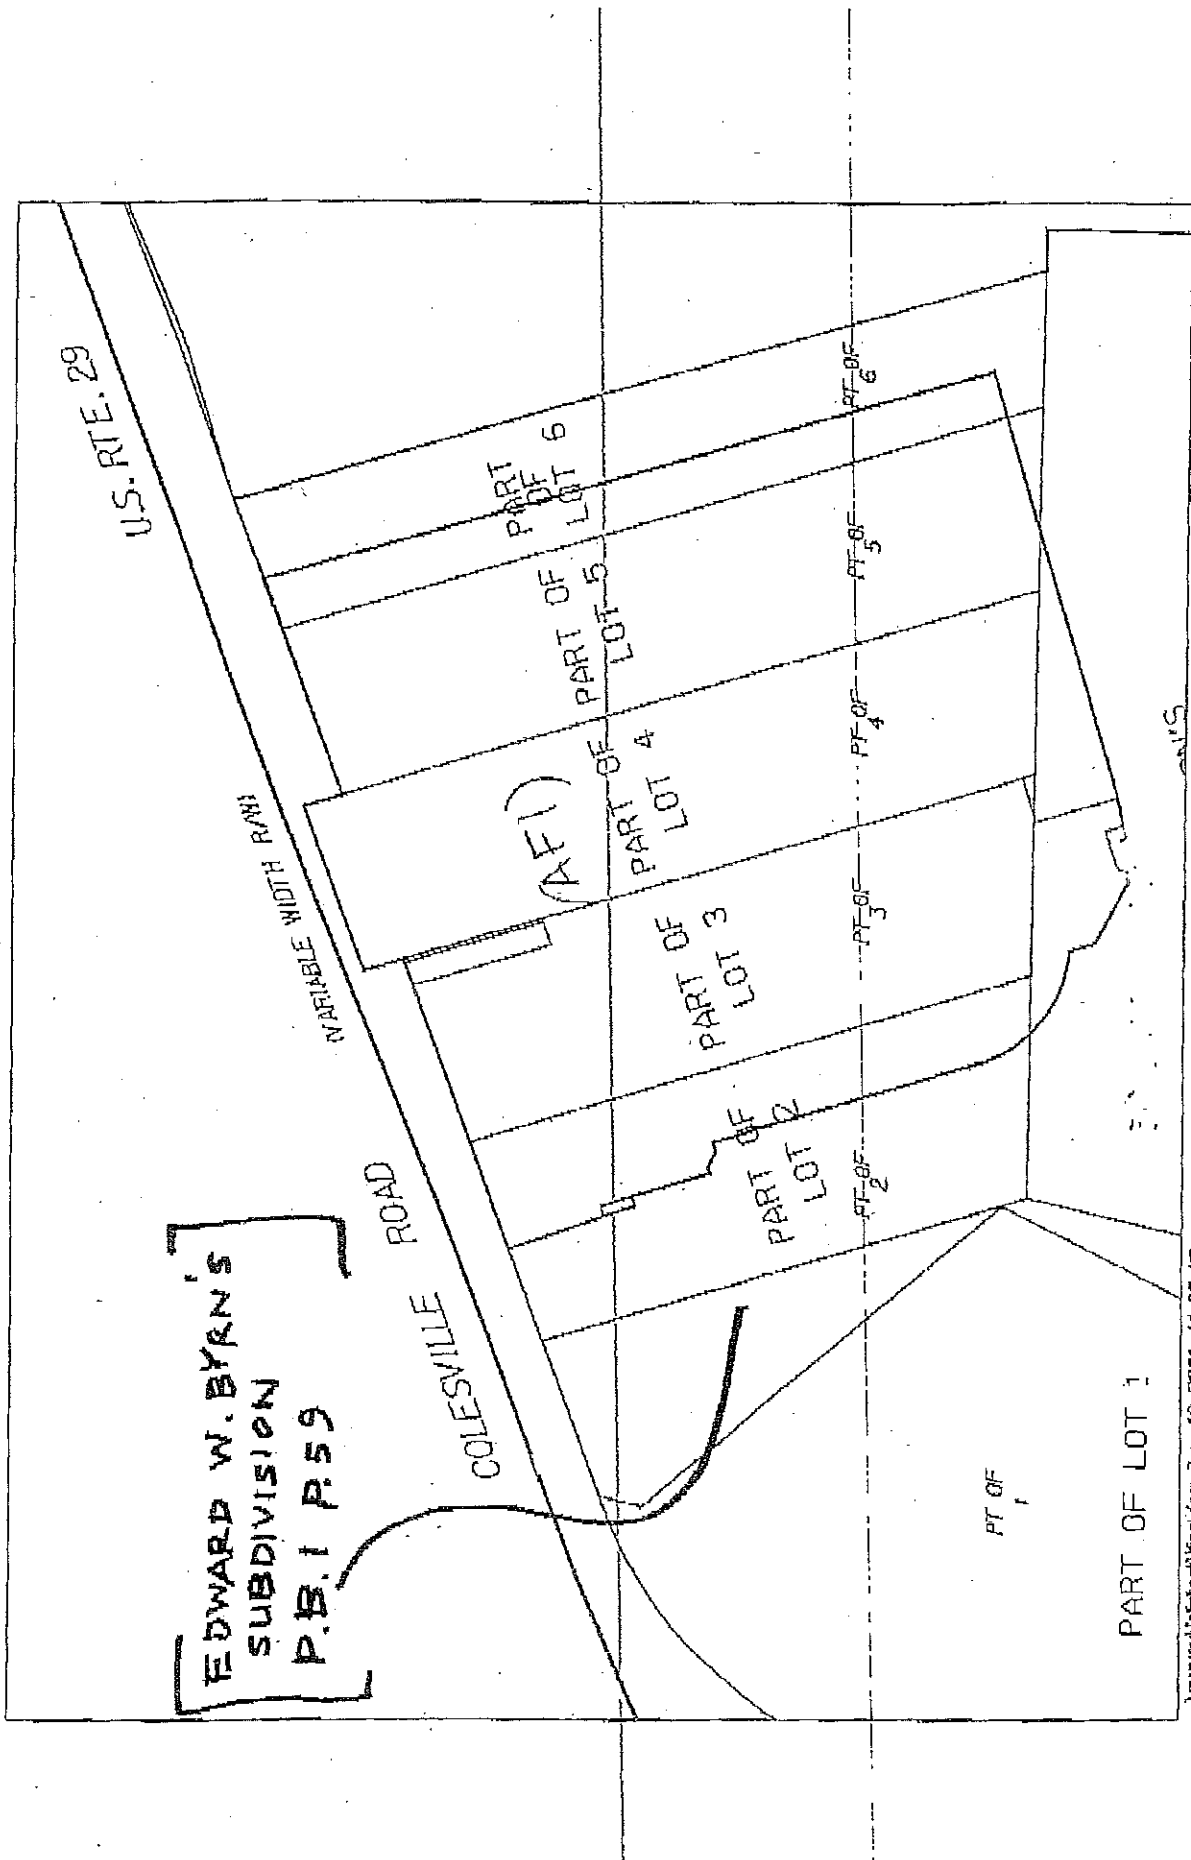 EDWARD W. BYRN'S
SUBDIVISION
P.B. 1 P.59
COLESVILLE ROAD
U.S. RTE. 29
PART OF
LOT 2
PART OF
LOT 3
(AFI)
PART OF
LOT 4
PART OF
LOT 5
PART
OF
LOT 6
PT OF
2
PT OF
3
PT OF
4
PT OF
5
PT OF
6
PT OF
1
PART OF LOT 1
VARIABLE WIDTH R/W